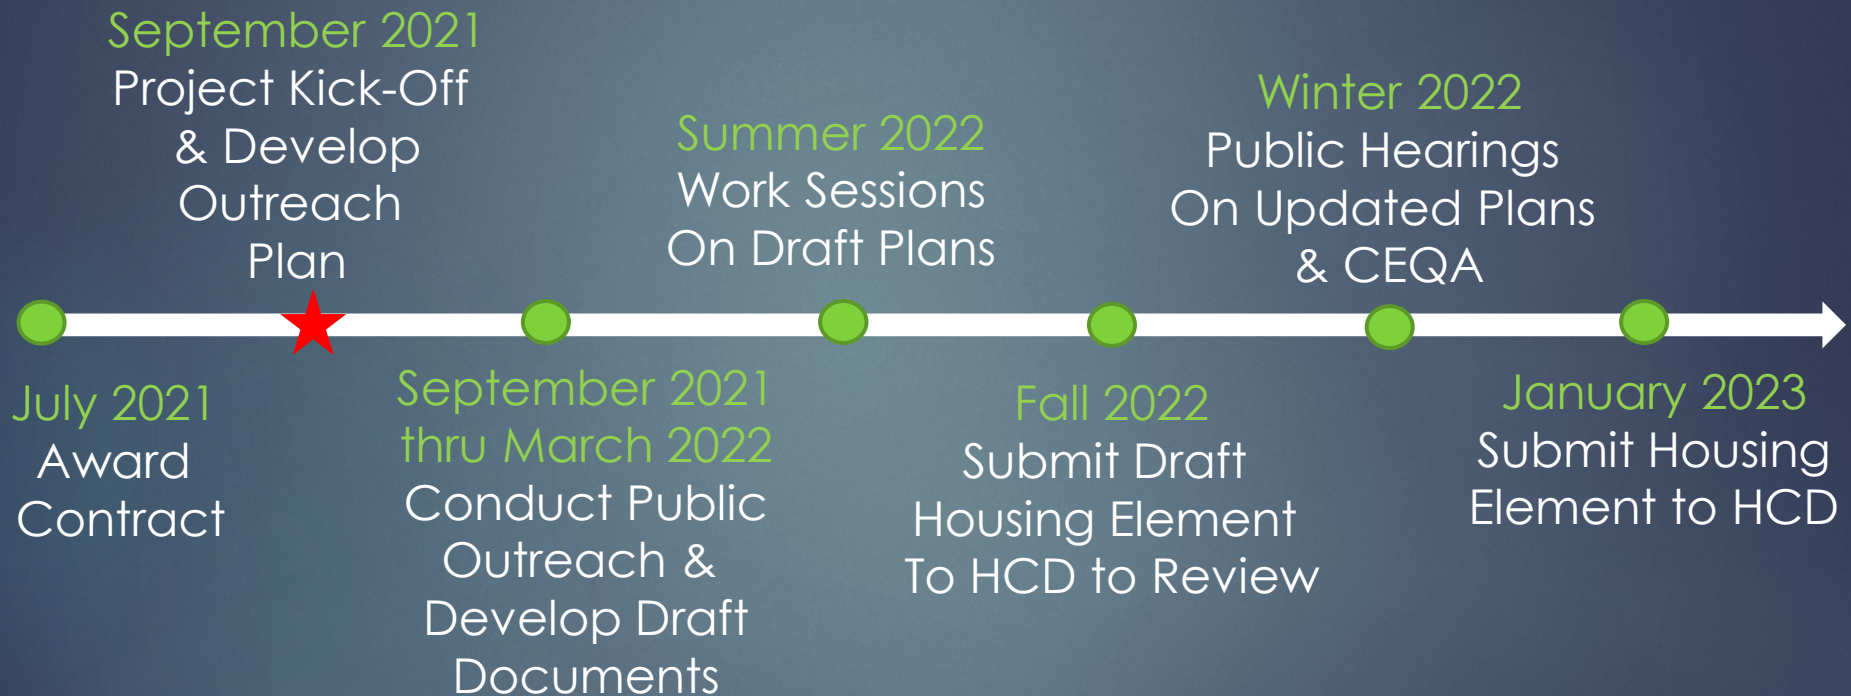 July 2021
Award
Contract
September 2021
Project Kick-Off
& Develop
Outreach
Plan
September 2021
thru March 2022
Conduct Public
Outreach &
Develop Draft
Documents
Summer 2022
Work Sessions
On Draft Plans
Fall 2022
Submit Draft
Housing Element
To HCD to Review
Winter 2022
Public Hearings
On Updated Plans
& CEQA
January 2023
Submit Housing
Element to HCD